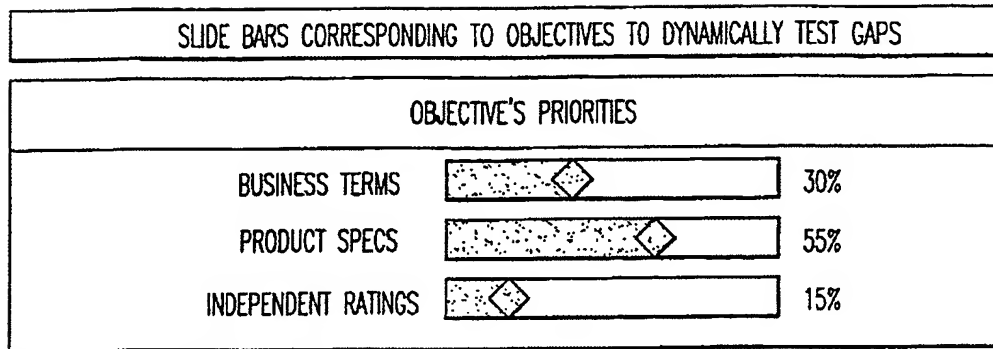 SLIDE BARS CORRESPONDING TO OBJECTIVES TO DYNAMICALLY TEST GAPS
OBJECTIVE'S PRIORITIES
BUSINESS TERMS 30%
PRODUCT SPECS 55%
INDEPENDENT RATINGS 15%